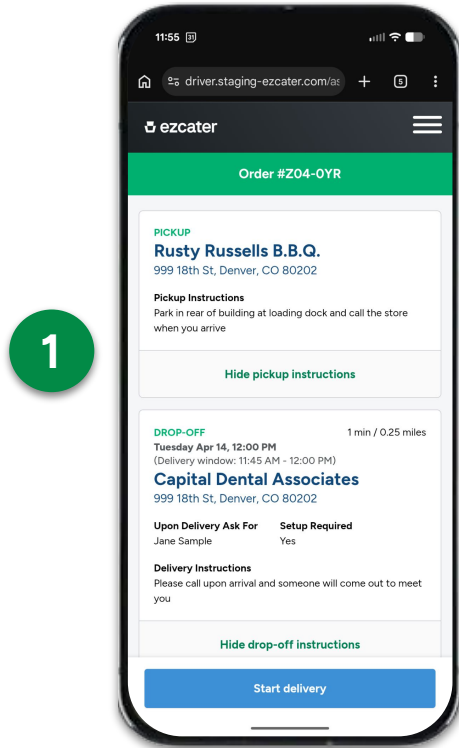 11:55 31
driver.staging-ezcater.com/as
5
ezcater
Order #Z04-0YR
PICKUP
Rusty Russells B.B.Q.
999 18th St, Denver, CO 80202
Pickup Instructions
Park in rear of building at loading dock and call the store
when you arrive
1
Hide pickup instructions
DROP-OFF 1 min / 0.25 miles
Tuesday Apr 14, 12:00 PM
(Delivery window: 11:45 AM - 12:00 PM)
Capital Dental Associates
999 18th St, Denver, CO 80202
Upon Delivery Ask For Setup Required
Jane Sample Yes
Delivery Instructions
Please call upon arrival and someone will come out to meet
you
Hide drop-off instructions
Start delivery